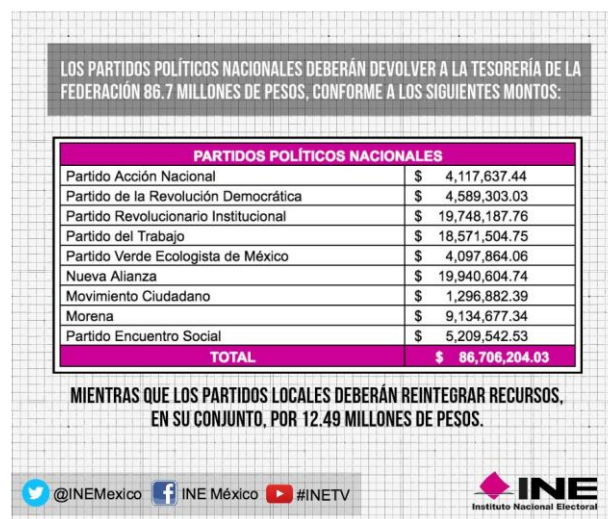 LOS PARTIDOS POLÍTICOS NACIONALES DEBERÁN DEVOLVER A LA TESORERÍA DE LA
FEDERACIÓN 86.7 MILLONES DE PESOS, CONFORME A LOS SIGUIENTES MONTOS:
PARTIDOS POLÍTICOS NACIONALES
Partido Acción Nacional $ 4,117,637.44
Partido de la Revolución Democrática $ 4,589,303.03
Partido Revolucionario Institucional $ 19,748,187.76
Partido del Trabajo $ 18,571,504.75
Partido Verde Ecologista de México $ 4,097,864.06
Nueva Alianza $ 19,940,604.74
Movimiento Ciudadano $ 1,296,882.39
Morena $ 9,134,677.34
Partido Encuentro Social $ 5,209,542.53
TOTAL $ 86,706,204.03
MIENTRAS QUE LOS PARTIDOS LOCALES DEBERÁN REINTEGRAR RECURSOS,
EN SU CONJUNTO, POR 12.49 MILLONES DE PESOS.
@INEMexico INE México #INETV
INE
Instituto Nacional Electoral